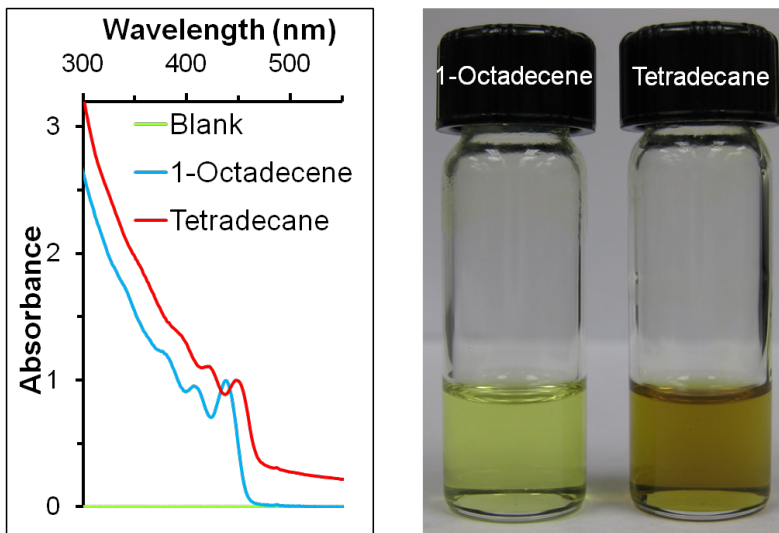 Wavelength (nm)
300 400 500
3
Blank
1-Octadecene
Tetradecane
2
Absorbance
1
0
1-Octadecene
Tetradecane